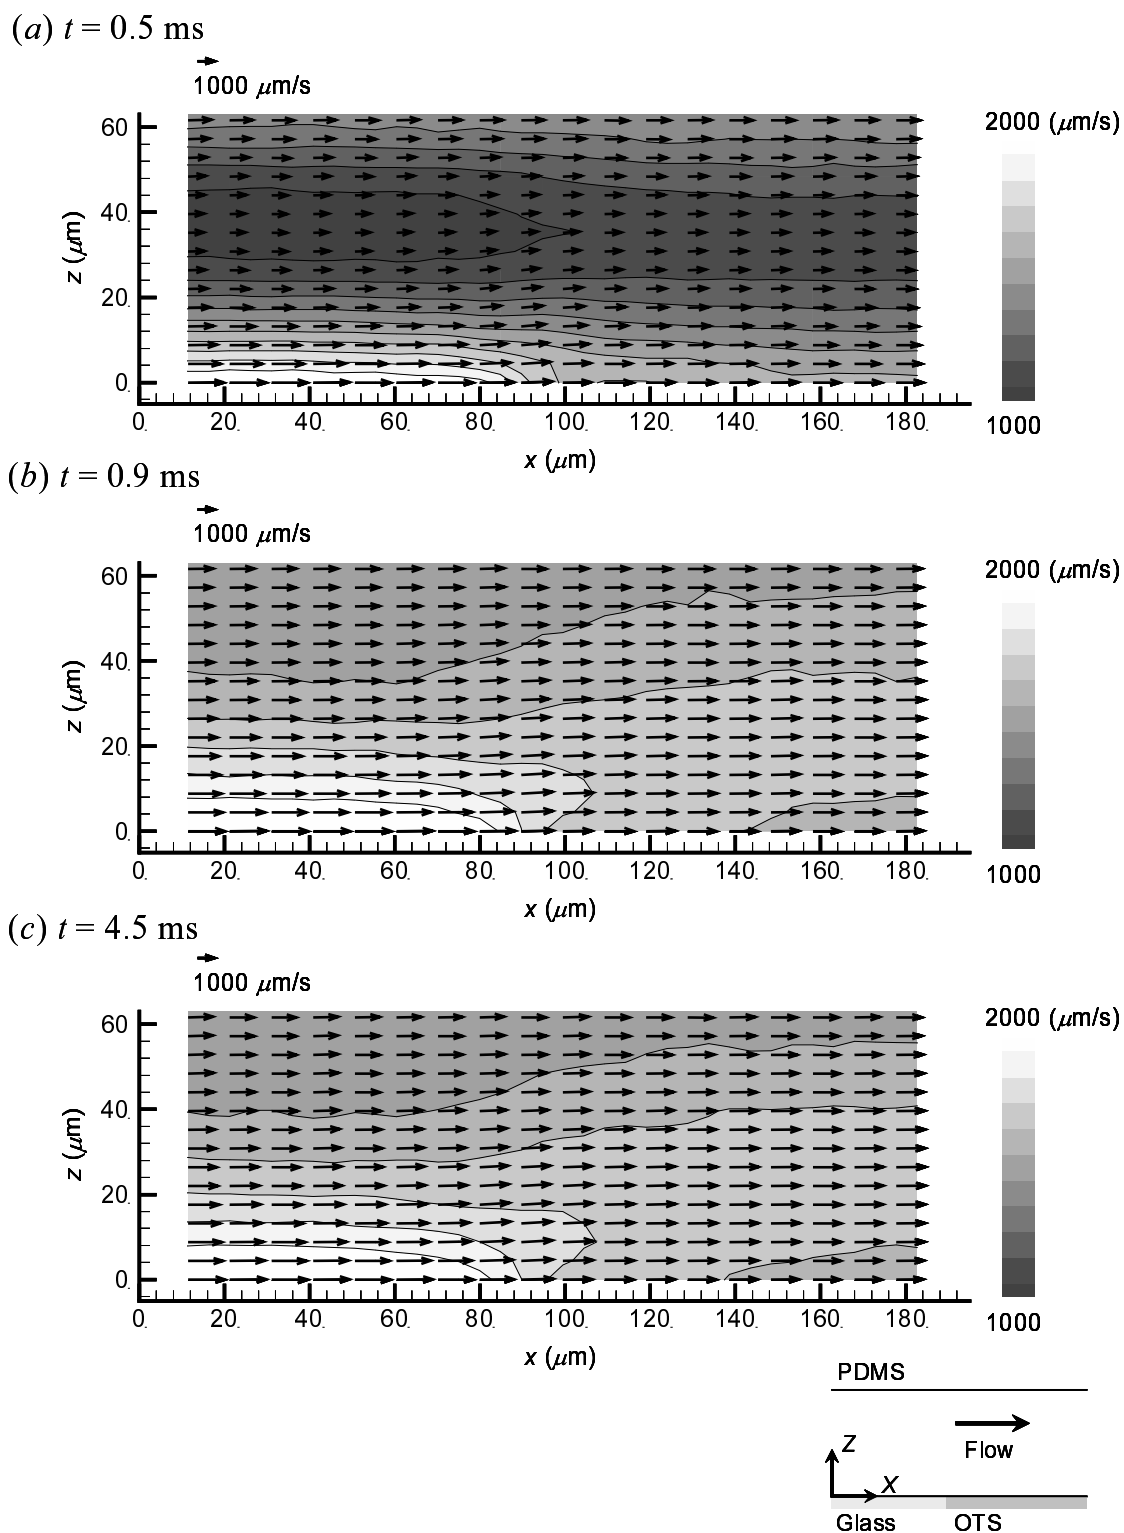 (a) t = 0.5 ms
1000 μm/s
2000 (μm/s)
60
40.
20.
0.
z (μm)
1000
0. 20. 40. 60. 80. 100. 120. 140. 160. 180.
x (μm)
(b) t = 0.9 ms
1000 μm/s
2000 (μm/s)
60
40.
20.
0.
z (μm)
1000
0. 20. 40. 60. 80. 100. 120. 140. 160. 180.
x (μm)
(c) t = 4.5 ms
1000 μm/s
2000 (μm/s)
60
40.
20.
0.
z (μm)
1000
0. 20. 40. 60. 80. 100. 120. 140. 160. 180.
x (μm)
PDMS
Flow
Z
X
Glass OTS